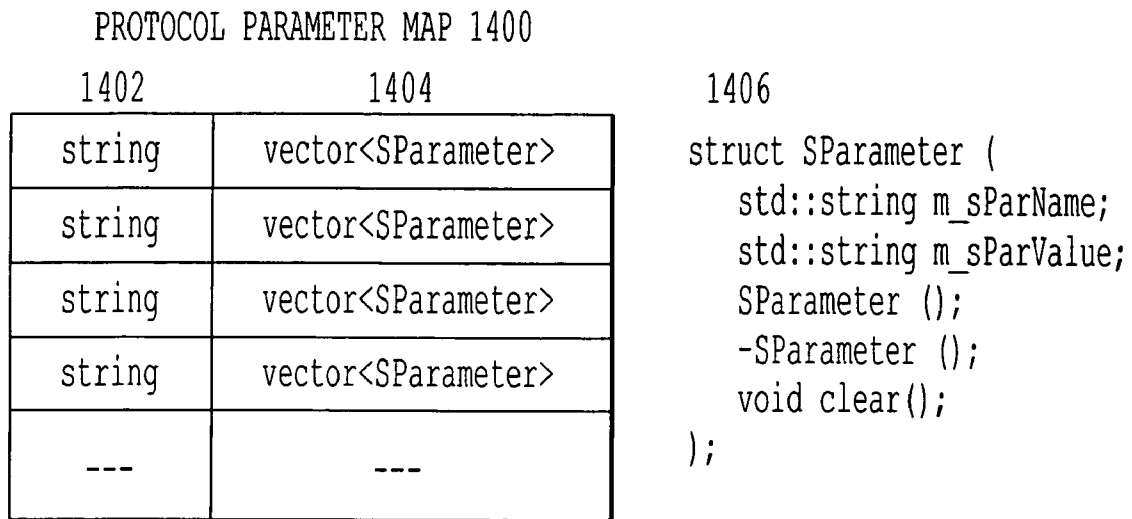 PROTOCOL PARAMETER MAP 1400
1402 1404
string vector<SParameter>
string vector<SParameter>
string vector<SParameter>
string vector<SParameter>
--- ---
1406
struct SParameter (
std::string m_sParName;
std::string m_sParValue;
SParameter ();
-SParameter ();
void clear();
);